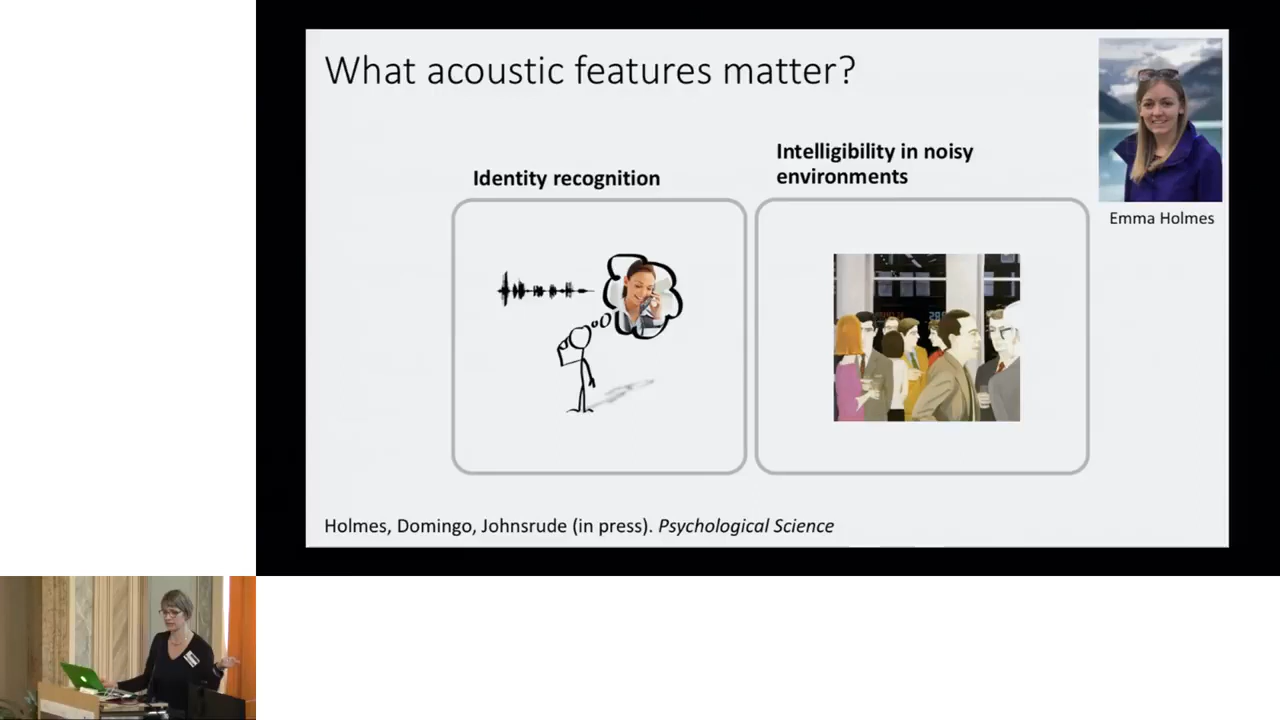 What acoustic features matter?
Identity recognition
Intelligibility in noisy
environments
Emma Holmes
Holmes, Domingo, Johnsrude (in press). Psychological Science